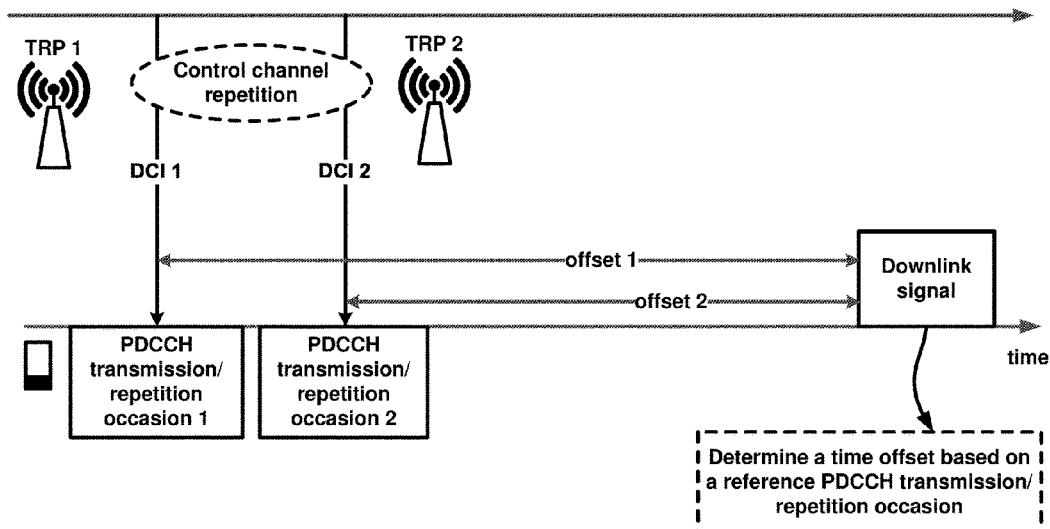 TRP 1
TRP 2
Control channel
repetition
DCI 1
DCI 2
offset 1
offset 2
Downlink
signal
time
PDCCH
transmission/
repetition
occasion 1
PDCCH
transmission/
repetition
occasion 2
Determine a time offset based on
a reference PDCCH transmission/
repetition occasion